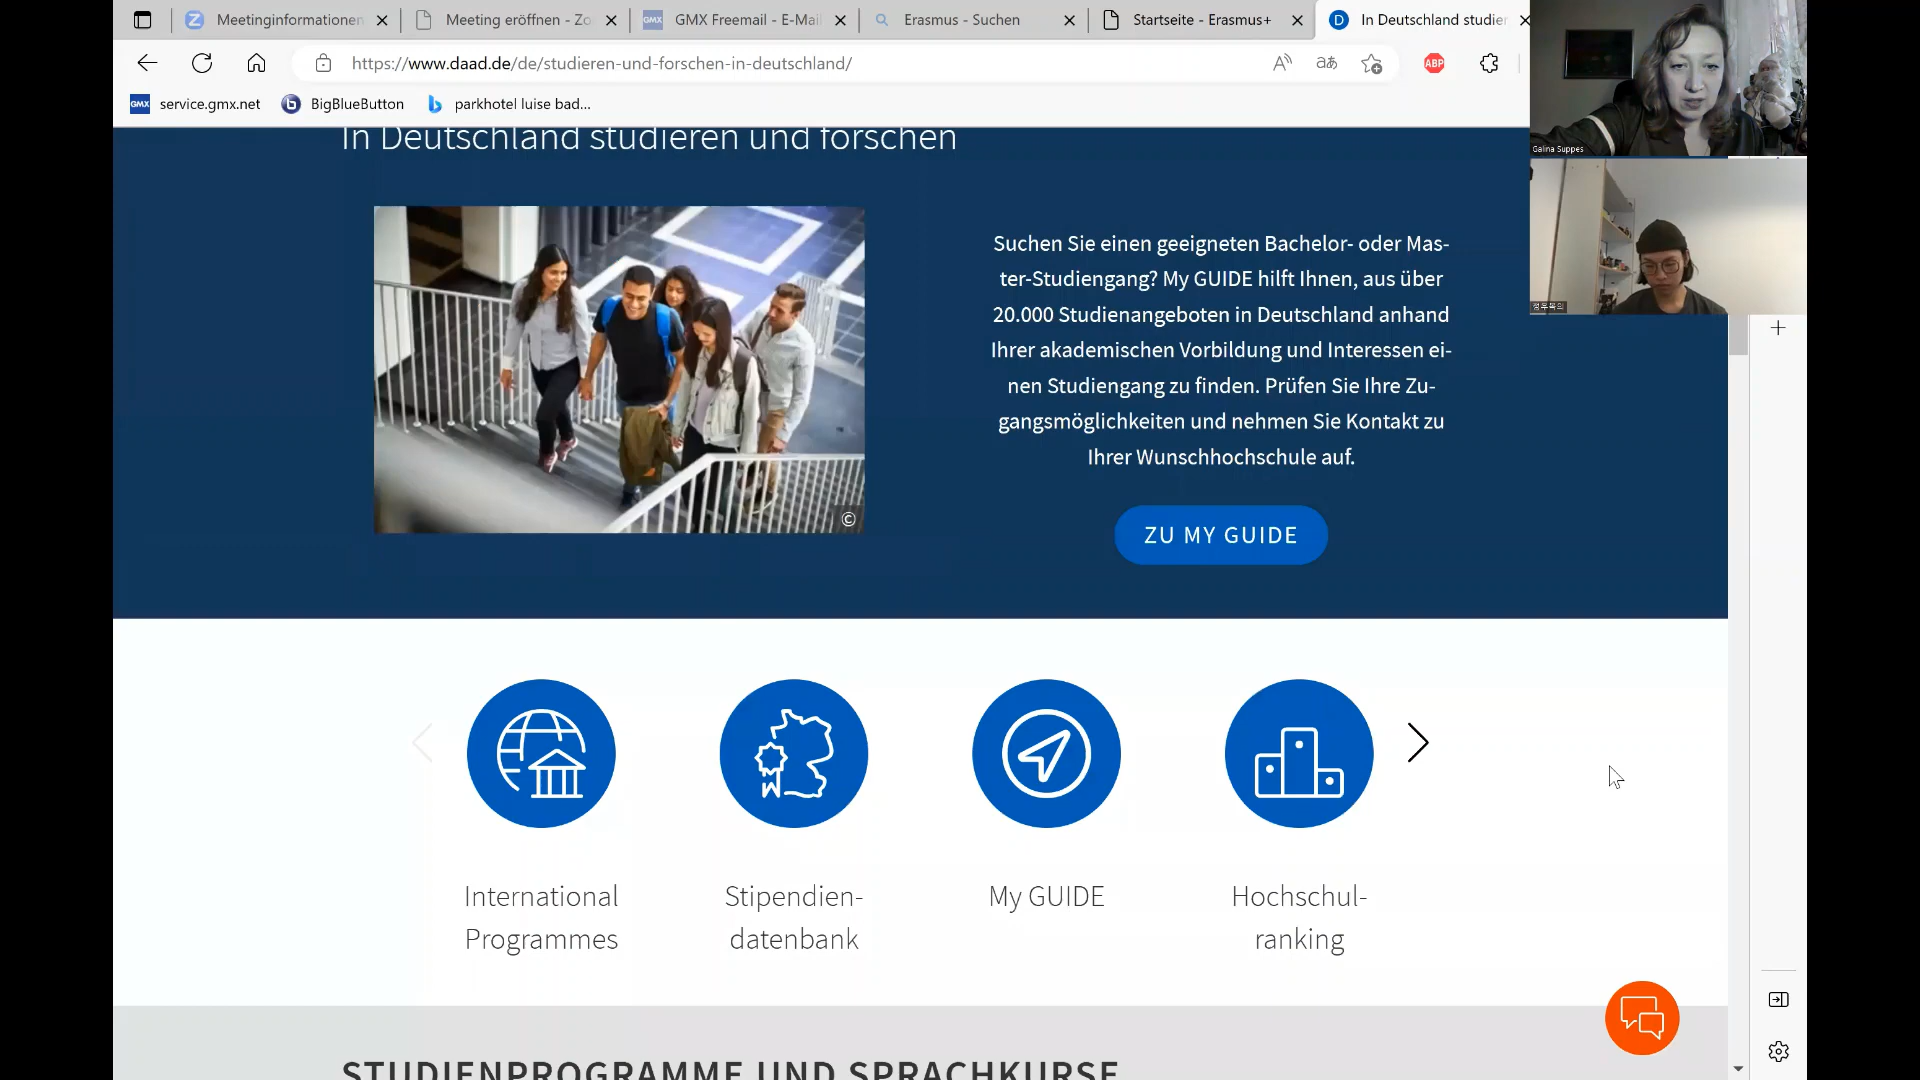 Meetinginformationen
Meeting eröffnen - Zo
GMX Freemail - E-Mai
Erasmus - Suchen
Startseite - Erasmus+
In Deutschland studier
https://www.daad.de/de/studieren-und-forschen-in-deutschland/
ABP
GMX service.gmx.net
BigBlueButton
parkhotel luise bad...
Galina Suppes
In Deutschland studieren und forschen
Suchen Sie einen geeigneten Bachelor- oder Mas-
ter-Studiengang? My GUIDE hilft Ihnen, aus über
20.000 Studienangeboten in Deutschland anhand
Ihrer akademischen Vorbildung und Interessen ei-
nen Studiengang zu finden. Prüfen Sie Ihre Zu-
gangsmöglichkeiten und nehmen Sie Kontakt zu
Ihrer Wunschhochschule auf.
©
ZU MY GUIDE
International
Programmes
Stipendien-
datenbank
My GUIDE
Hochschul-
ranking
STUDIENPROGRAMME UND SPRACHKURSE